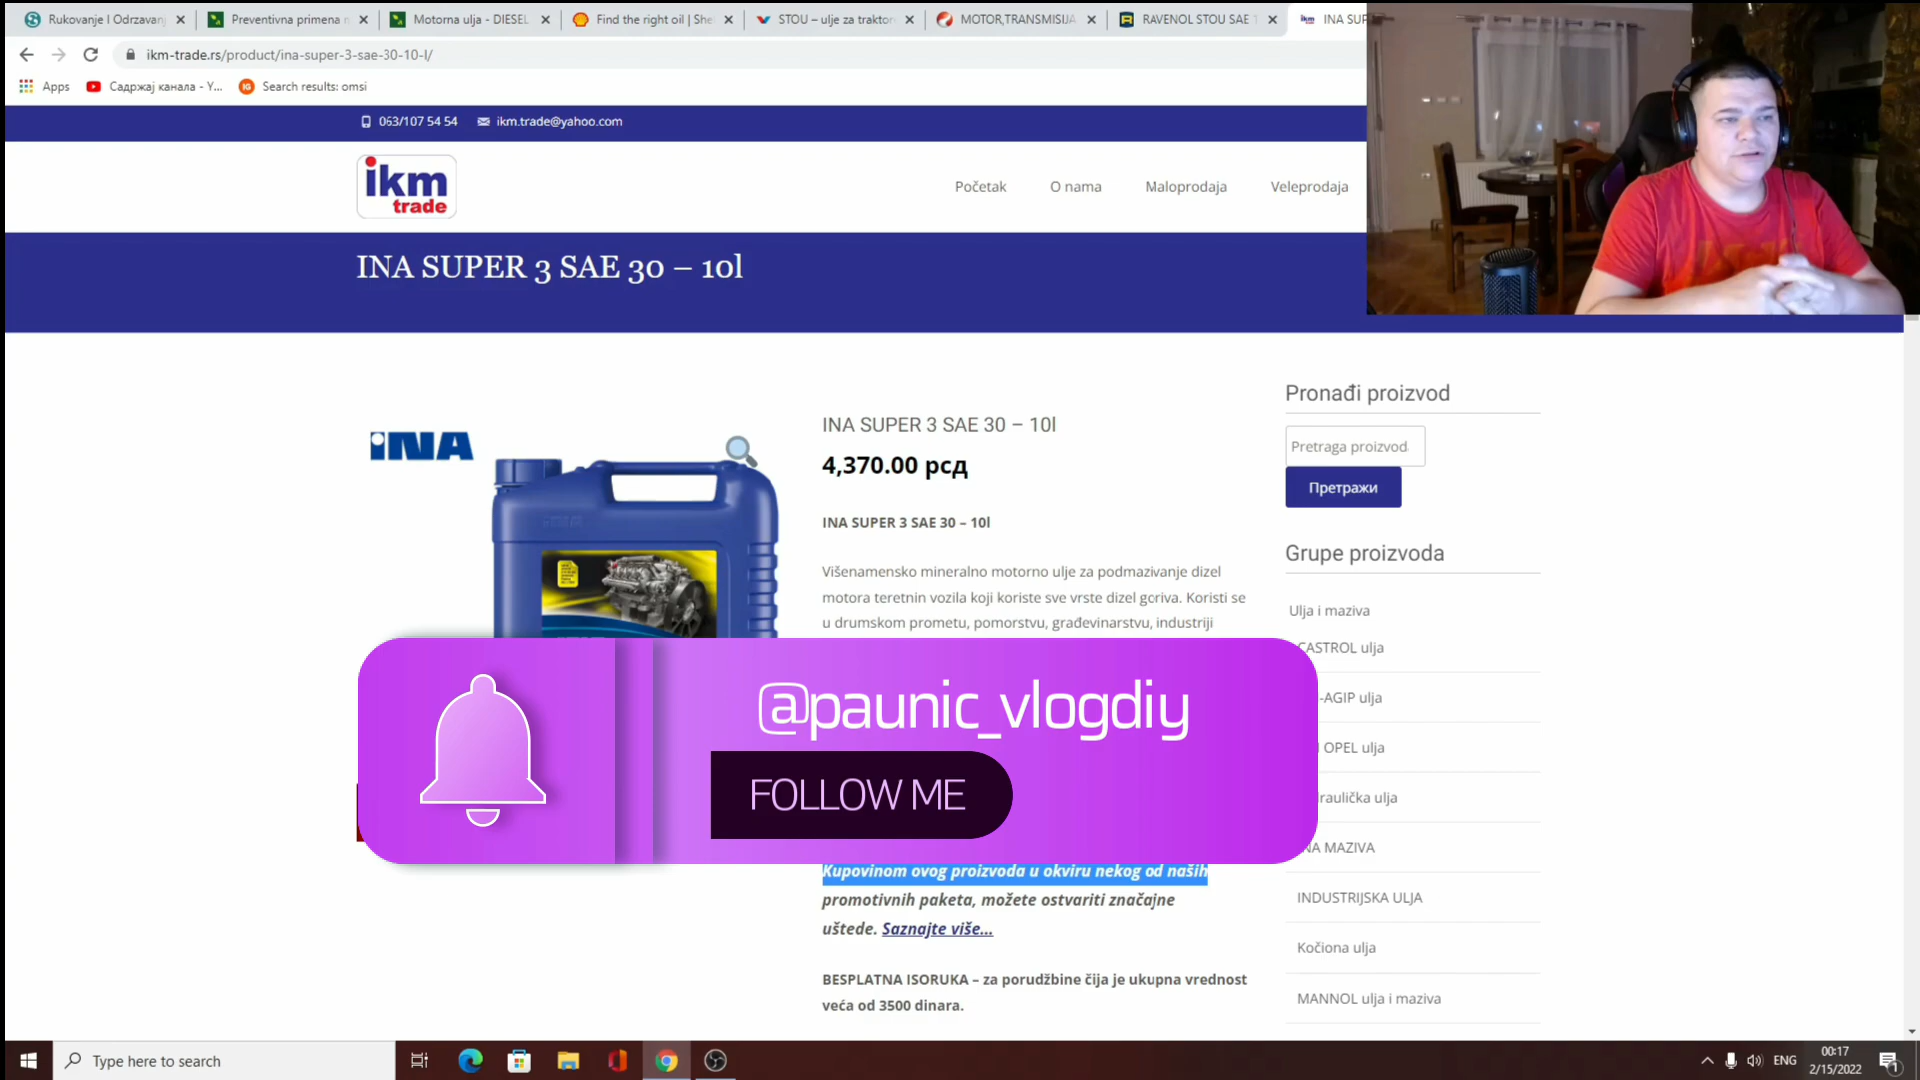 Rukovanje I Odrzavanj
Preventivna primena n
Motorna ulja - DIESEL
Find the right oil | She
STOU – ulje za traktor
MOTOR,TRANSMISIJA
RAVENOL STOU SAE 1
INA SUP
ikm-trade.rs/product/ina-super-3-sae-30-10-l/
Apps
Садржај канала - Y...
Search results: omsi
063/107 54 54
ikm.trade@yahoo.com
ikm
trade
Početak
O nama
Maloprodaja
Veleprodaja
INA SUPER 3 SAE 30 – 10l
INA
INA SUPER 3 SAE 30 – 10l
4,370.00 рсд
INA SUPER 3 SAE 30 – 10l
Višenamensko mineralno motorno ulje za podmazivanje dizel
motora teretnin vozila koji koriste sve vrste dizel goriva. Koristi se
u drumskom prometu, pomorstvu, građevinarstvu, industriji
@paunic_vlogdiy
FOLLOW ME
Kupovinom ovog proizvoda u okviru nekog od naših
promotivnih paketa, možete ostvariti značajne
uštede. Saznajte više...
BESPLATNA ISORUKA – za porudžbine čija je ukupna vrednost
veća od 3500 dinara.
Pronađi proizvod
Pretraga proizvod
Претражи
Grupe proizvoda
Ulja i maziva
CASTROL ulja
-AGIP ulja
OPEL ulja
raulička ulja
NA MAZIVA
INDUSTRIJSKA ULJA
Kočiona ulja
MANNOL ulja i maziva
Type here to search
ENG
00:17
2/15/2022
1